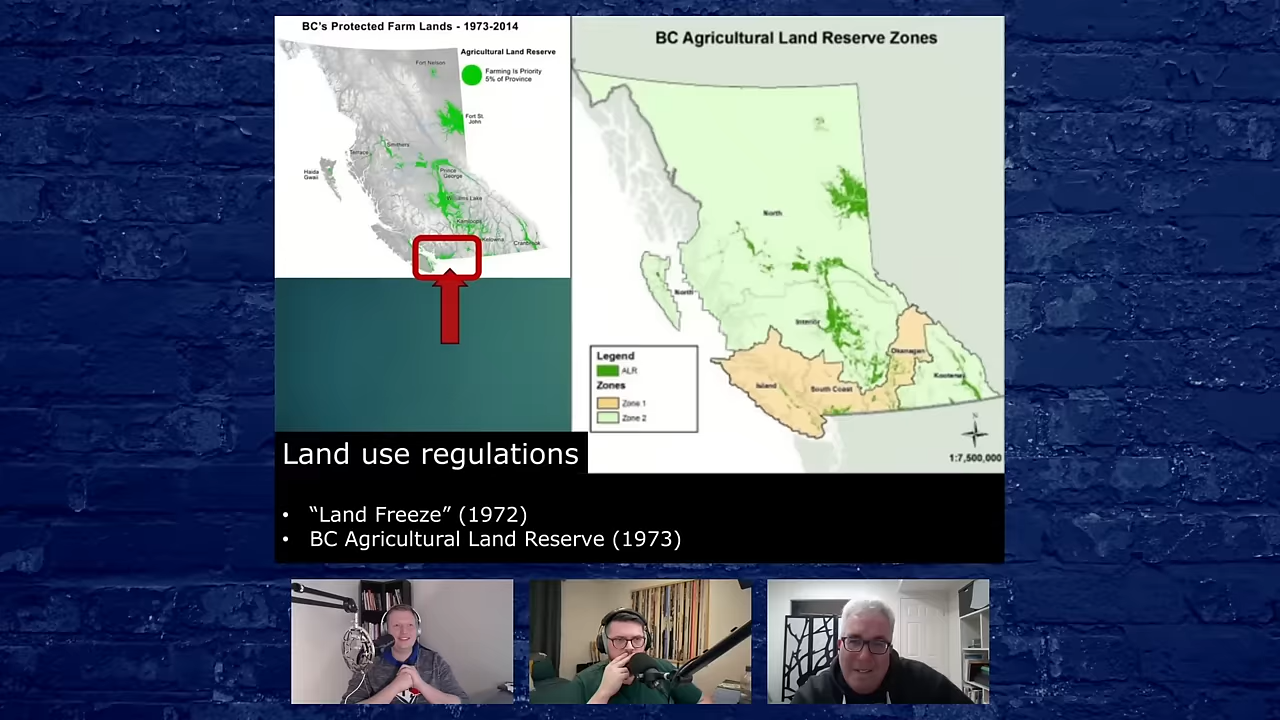 BC's Protected Farm Lands - 1973-2014
Agricultural Land Reserve
Farming Is Priority
5% of Province
Fort Nelson
Fort St.
John
Smithers
Terrace
Haida
Gwaii
Prince
George
Williams Lake
Kamloops
Kelowna
Cranbrook
BC Agricultural Land Reserve Zones
North
North
Interior
Okanagan
Kootenay
Island
South Coast
Legend
ALR
Zones
Zone 1
Zone 2
N
1:7,500,000
Land use regulations
• “Land Freeze” (1972)
• BC Agricultural Land Reserve (1973)